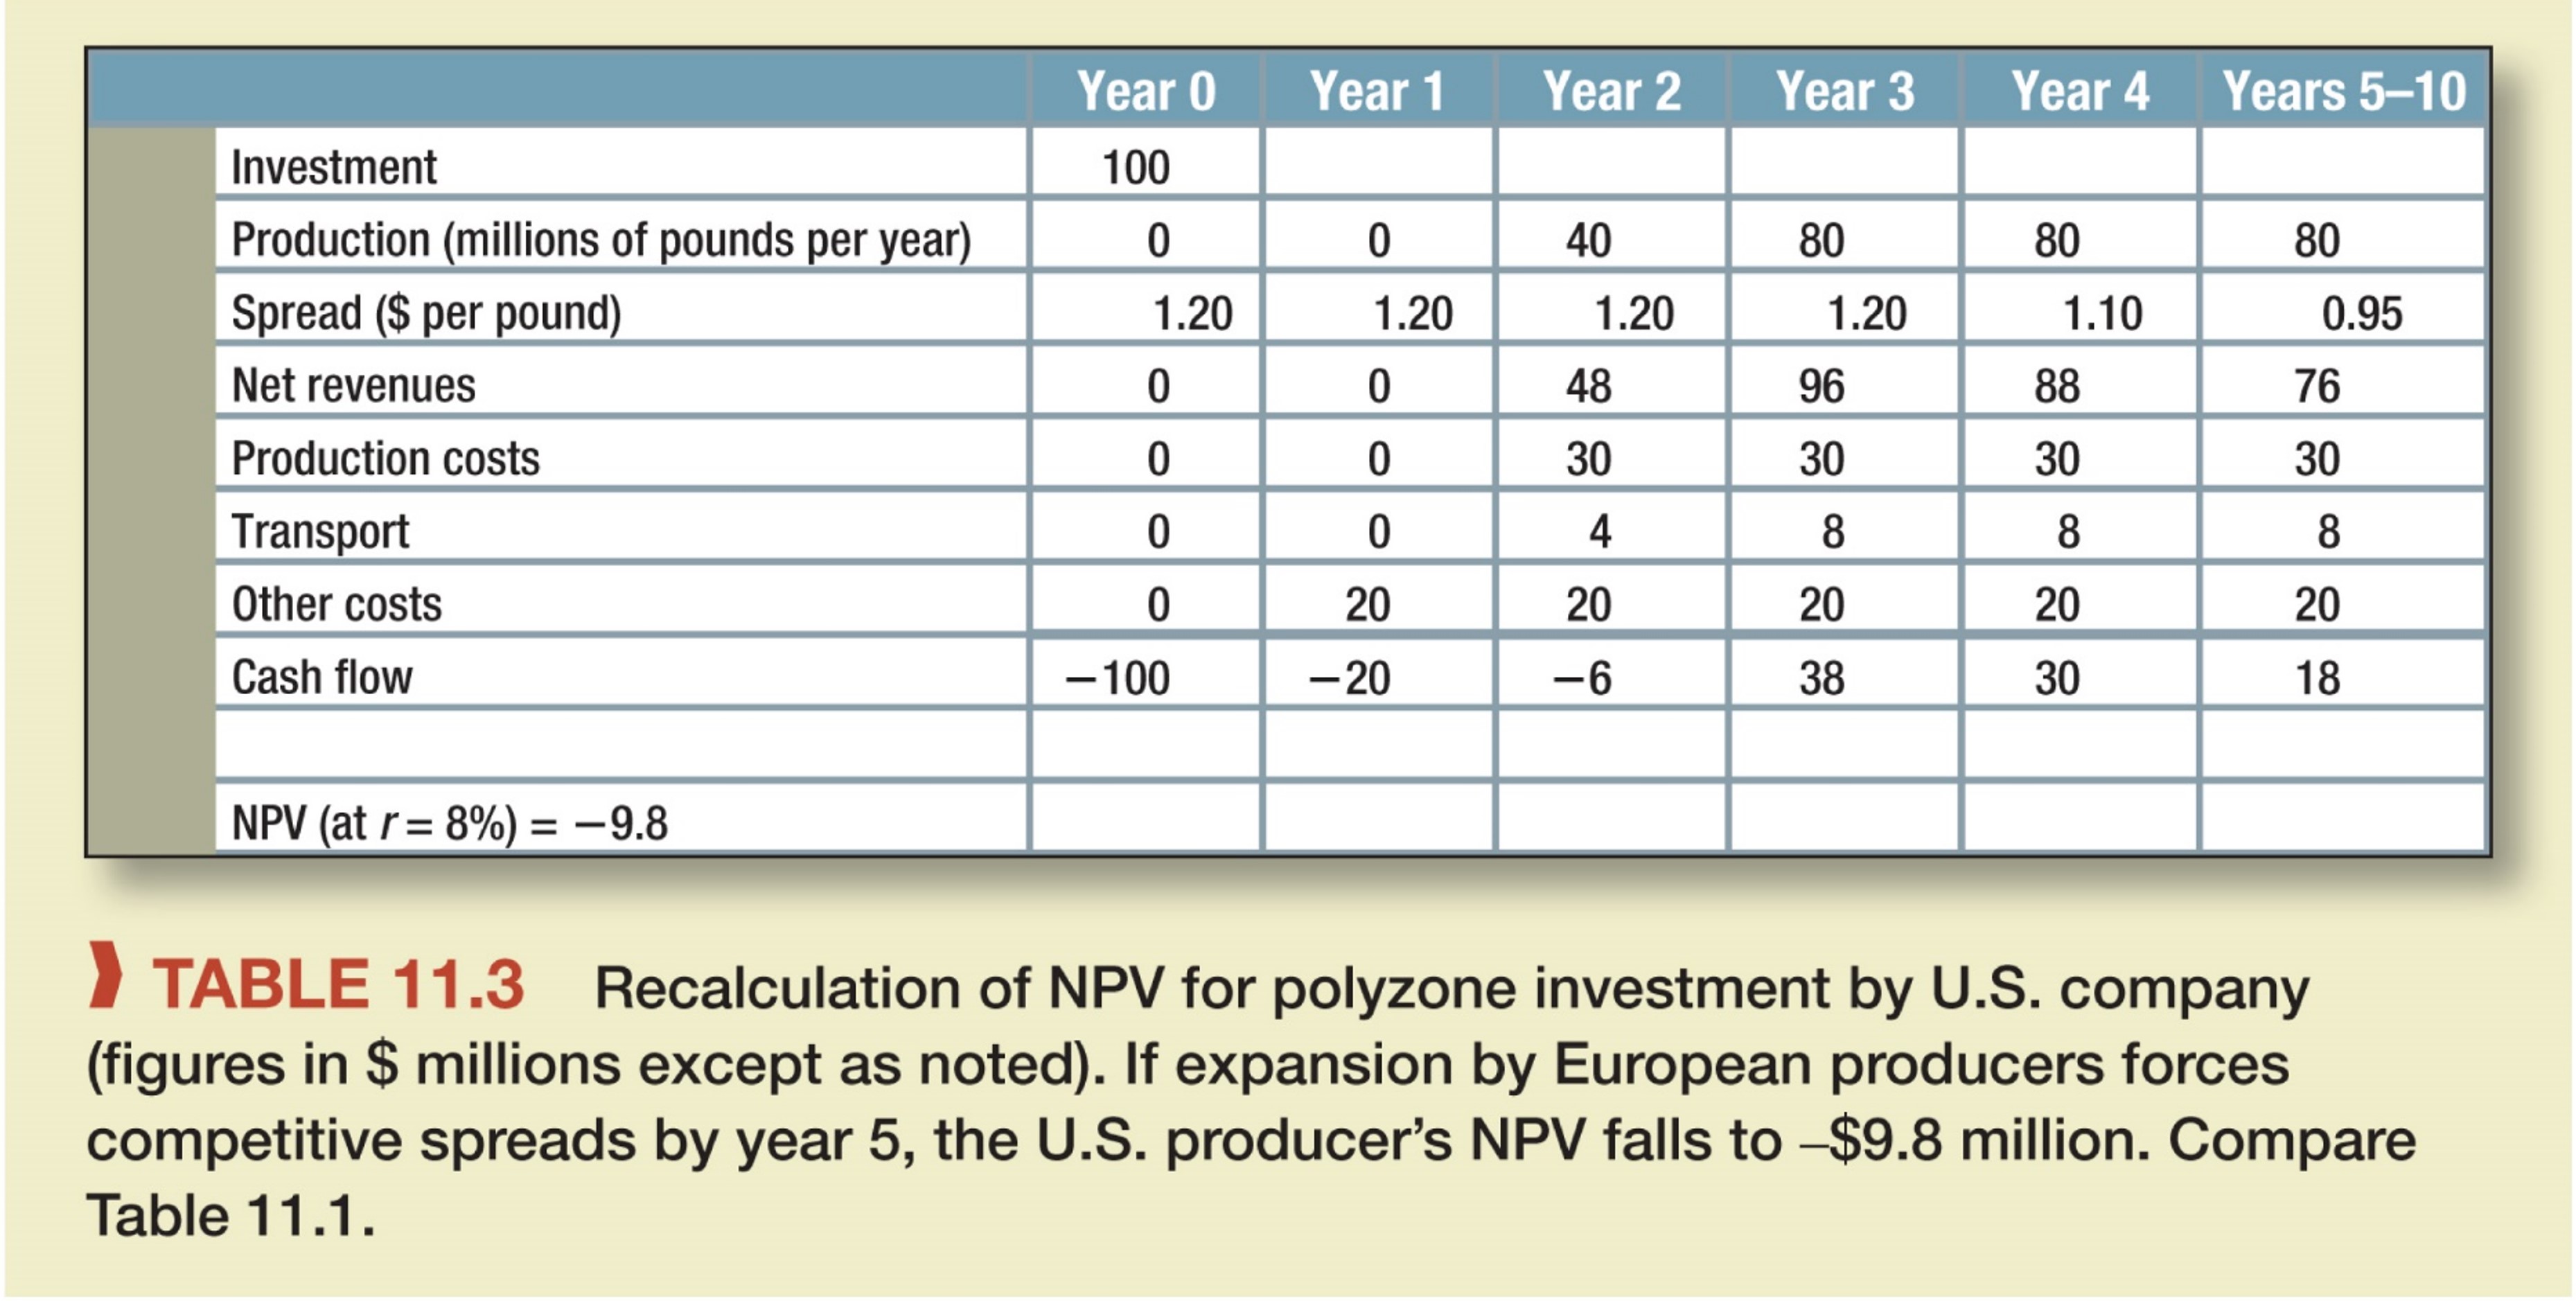 Year 0 Year 1 Year 2 Year 3 Year 4 Years 5–10
Investment 100
Production (millions of pounds per year) 0 0 40 80 80 80
Spread ($ per pound) 1.20 1.20 1.20 1.20 1.10 0.95
Net revenues 0 0 48 96 88 76
Production costs 0 0 30 30 30 30
Transport 0 0 4 8 8 8
Other costs 0 20 20 20 20 20
Cash flow −100 −20 −6 38 30 18
NPV (at r = 8%) = −9.8
TABLE 11.3 Recalculation of NPV for polyzone investment by U.S. company
(figures in $ millions except as noted). If expansion by European producers forces
competitive spreads by year 5, the U.S. producer’s NPV falls to –$9.8 million. Compare
Table 11.1.